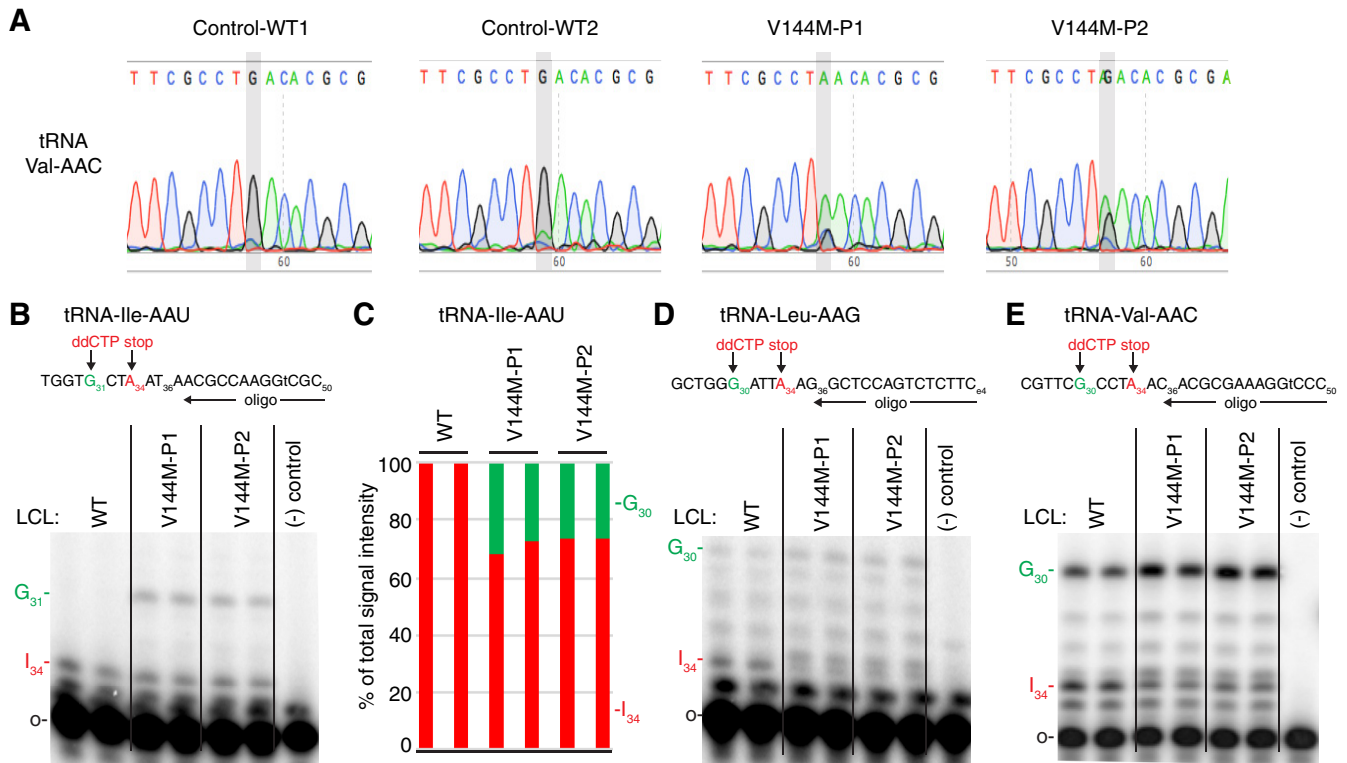 A
Control-WT1 Control-WT2 V144M-P1 V144M-P2
T T C G C C T G A C A C G C G
T T C G C C T G A C A C G C G
T T C G C C T A A C A C G C G
T T C G C C T G A C A C G C G A
tRNA
Val-AAC
60
60
60
50 60
B
tRNA-Ile-AAU
ddCTP stop
TGGTG31CTA34AT36AACGCCAAGGtCGC50
oligo
LCL:
WT
V144M-P1
V144M-P2
(-) control
G31-
I34-
o-
C
tRNA-Ile-AAU
WT
V144M-P1
V144M-P2
% of total signal intensity
100
80
60
40
20
0
-G30
-I34
D
tRNA-Leu-AAG
ddCTP stop
GCTGGG30ATTA34AG36GCTCCAGTCTCTTCe4
oligo
LCL:
WT
V144M-P1
V144M-P2
(-) control
G30-
I34-
o-
E
tRNA-Val-AAC
ddCTP stop
CGTTCG30CCTA34AC36ACGCGAAAGGtCCC50
oligo
LCL:
WT
V144M-P1
V144M-P2
(-) control
G30-
I34-
o-